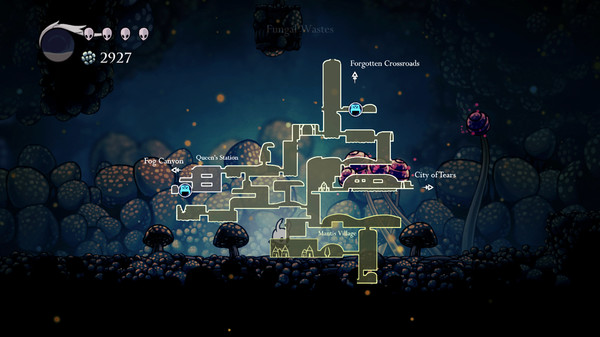 Fungal Wastes
2927
Forgotten Crossroads
Fog Canyon
Queen's Station
City of Tears
Mantis Village